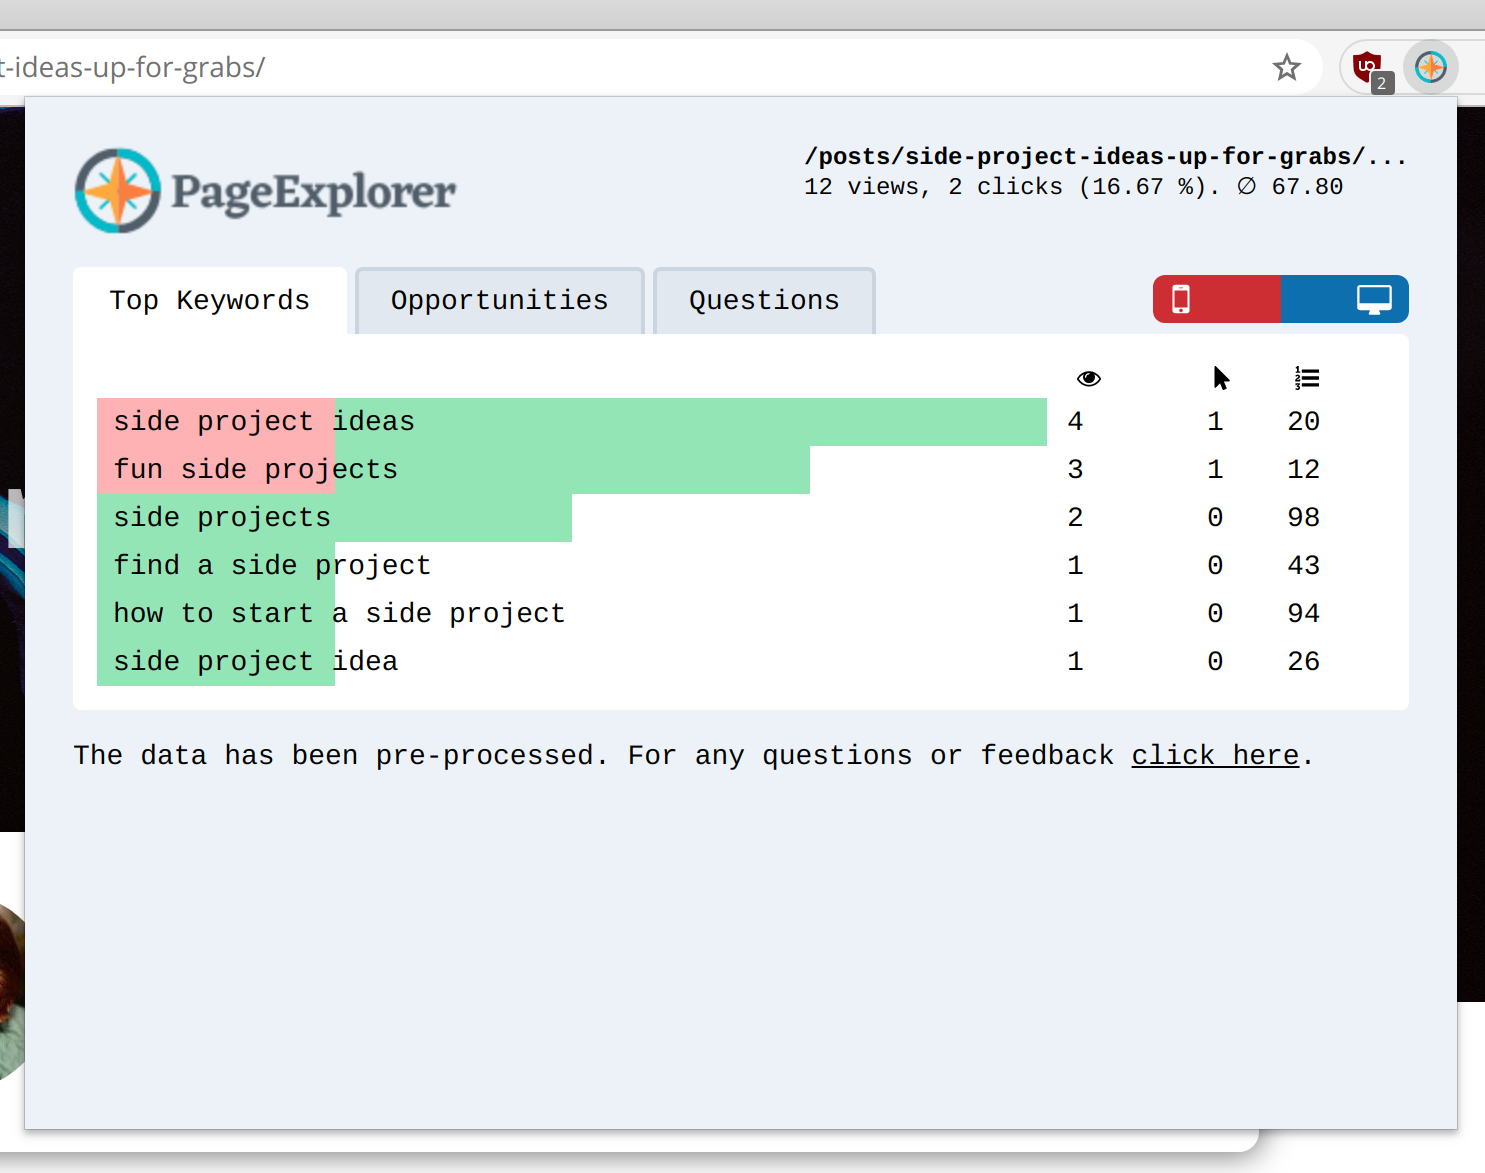 t-ideas-up-for-grabs/
2
PageExplorer
/posts/side-project-ideas-up-for-grabs/...
12 views, 2 clicks (16.67 %). ∅ 67.80
Top Keywords
Opportunities
Questions
side project ideas 4 1 20
fun side projects 3 1 12
side projects 2 0 98
find a side project 1 0 43
how to start a side project 1 0 94
side project idea 1 0 26
The data has been pre-processed. For any questions or feedback click here.